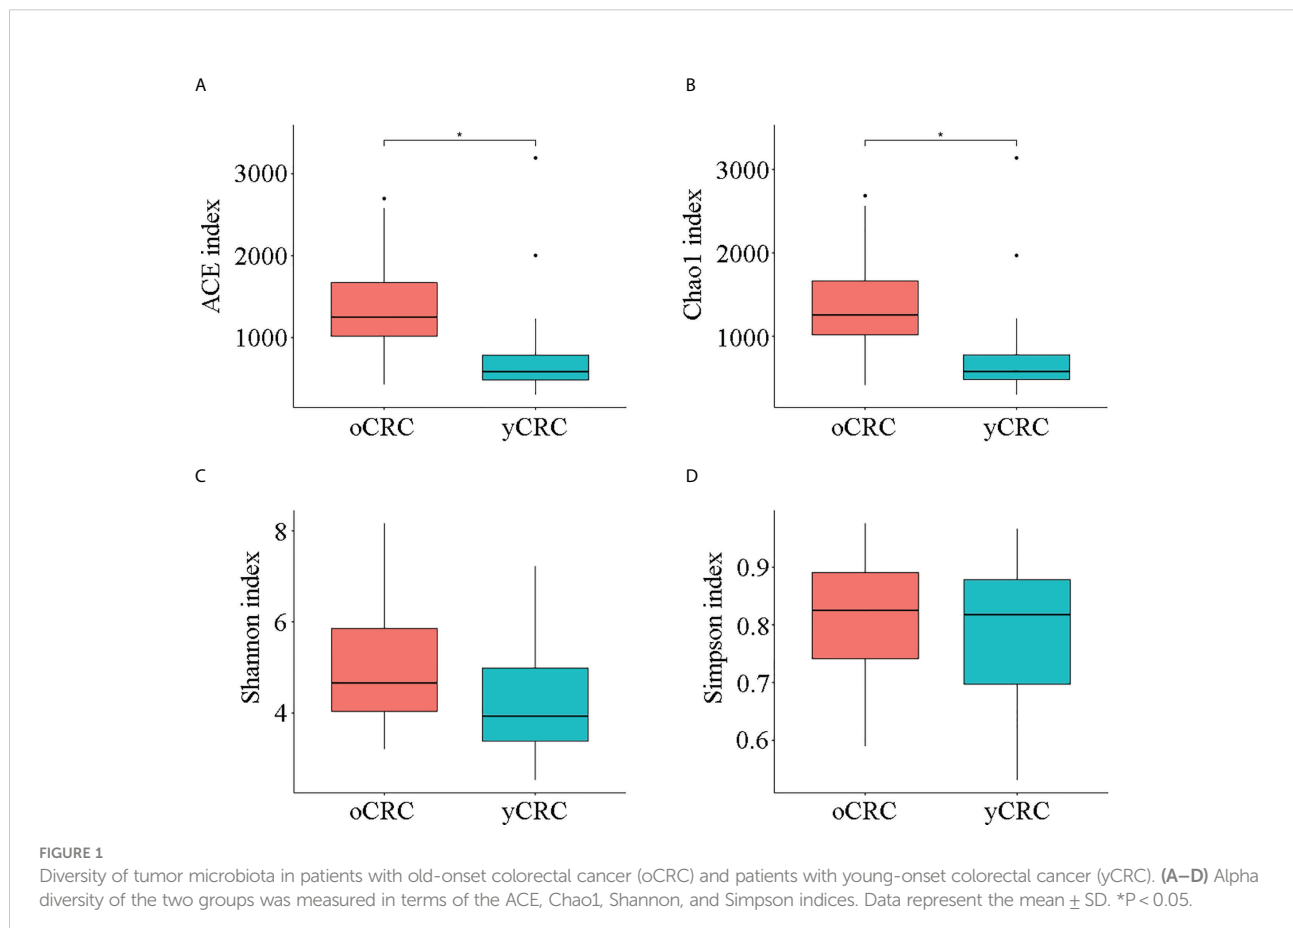 A
*
3000
2000
1000
ACE index
oCRC yCRC
B
*
3000
2000
1000
Chao1 index
oCRC yCRC
C
8
6
4
Shannon index
oCRC yCRC
D
0.9
0.8
0.7
0.6
Simpson index
oCRC yCRC
FIGURE 1
Diversity of tumor microbiota in patients with old-onset colorectal cancer (oCRC) and patients with young-onset colorectal cancer (yCRC). (A–D) Alpha
diversity of the two groups was measured in terms of the ACE, Chao1, Shannon, and Simpson indices. Data represent the mean ± SD. *P < 0.05.